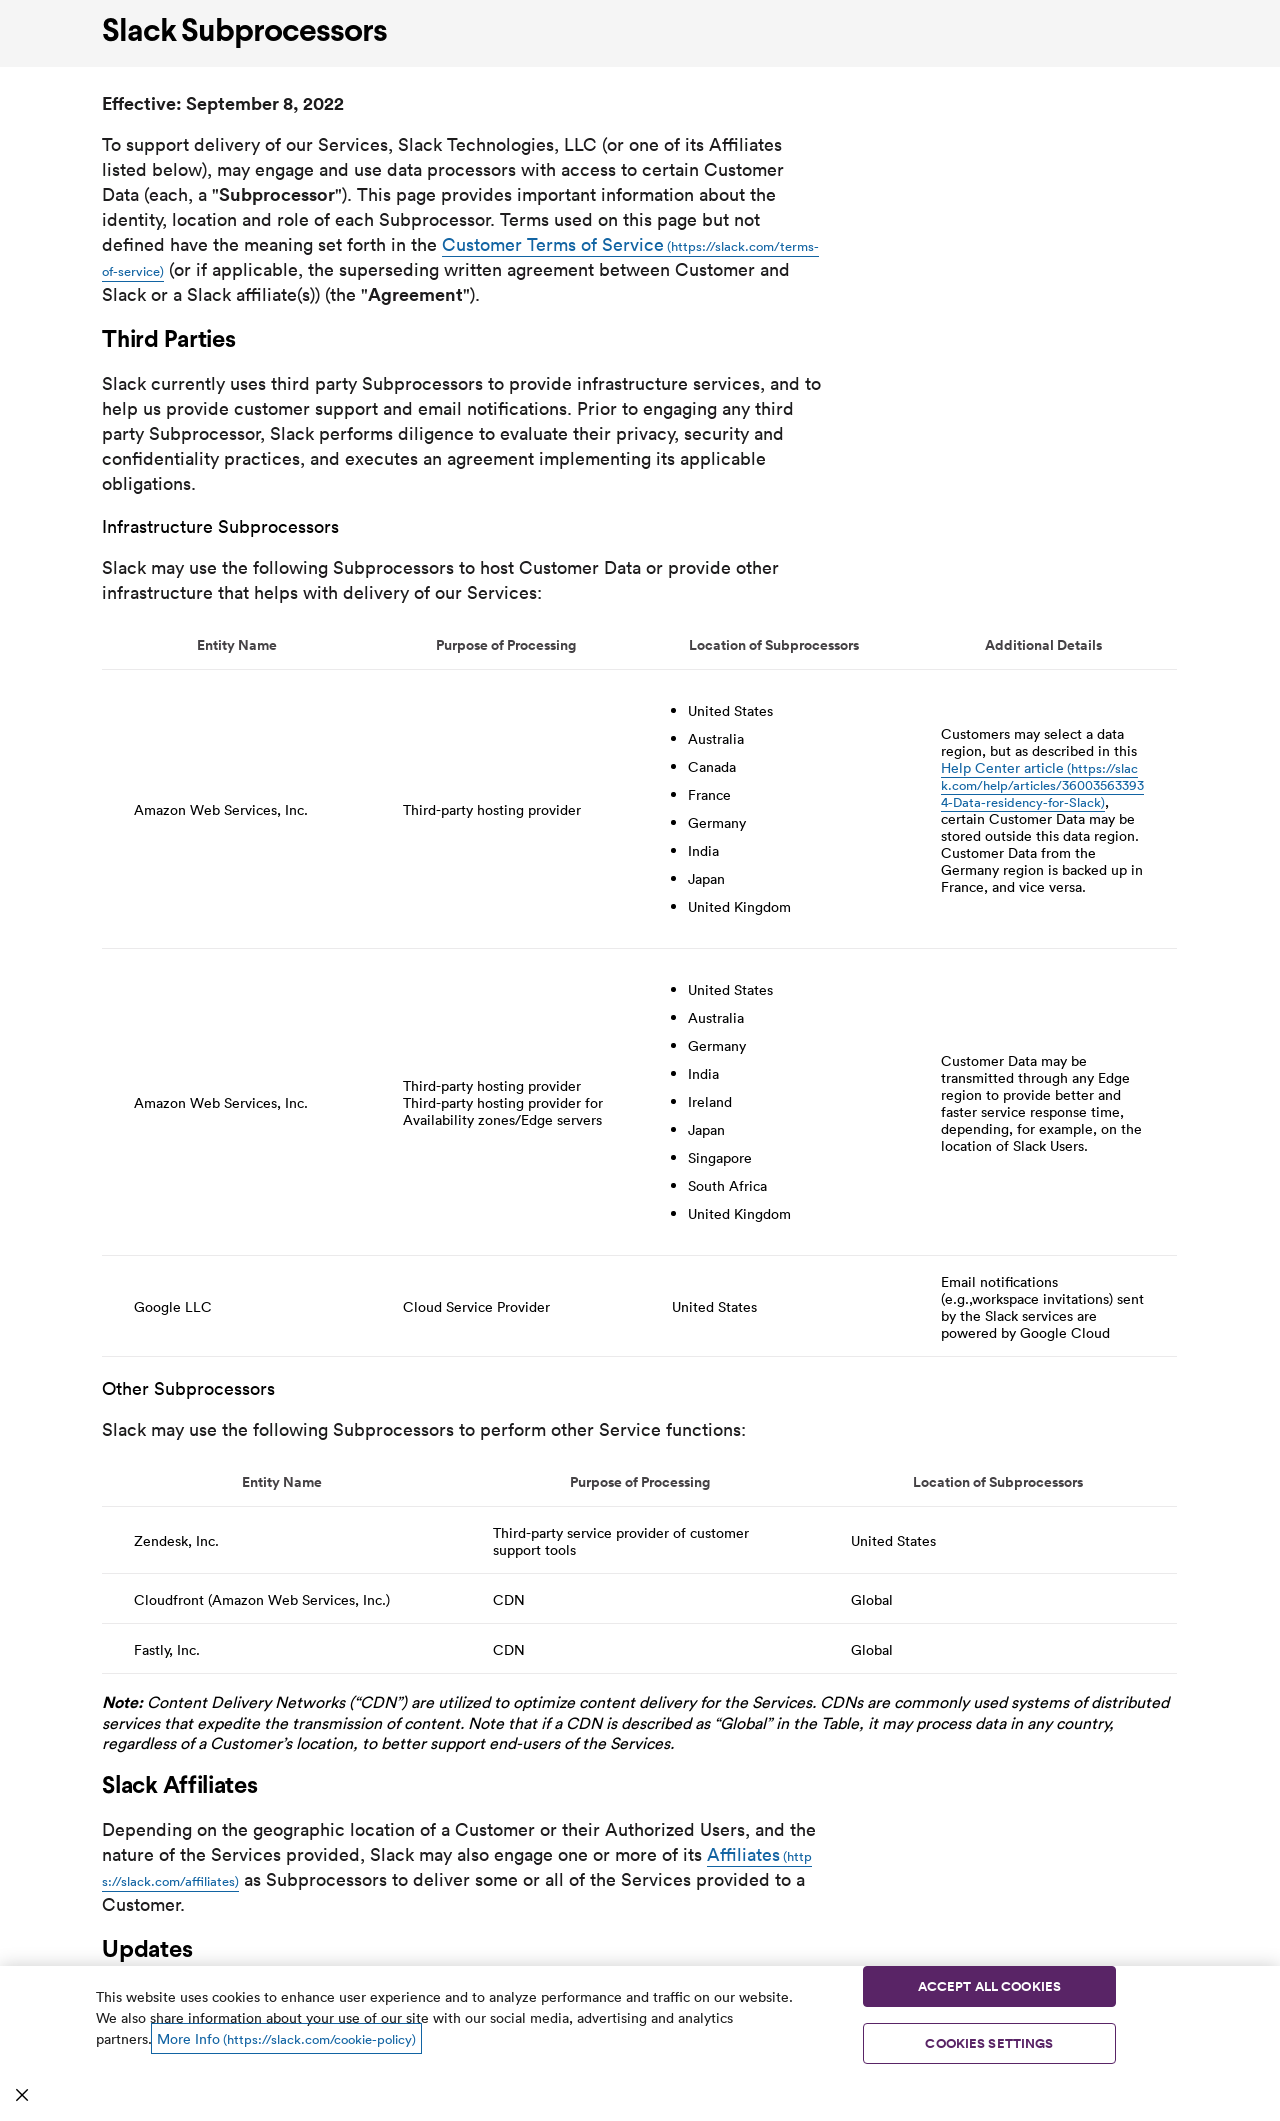 Slack Subprocessors
Effective: September 8, 2022
To support delivery of our Services, Slack Technologies, LLC (or one of its Affiliates
listed below), may engage and use data processors with access to certain Customer
Data (each, a "Subprocessor"). This page provides important information about the
identity, location and role of each Subprocessor. Terms used on this page but not
defined have the meaning set forth in the Customer Terms of Service (https://slack.com/terms-
of-service) (or if applicable, the superseding written agreement between Customer and
Slack or a Slack affiliate(s)) (the "Agreement").
Third Parties
Slack currently uses third party Subprocessors to provide infrastructure services, and to
help us provide customer support and email notifications. Prior to engaging any third
party Subprocessor, Slack performs diligence to evaluate their privacy, security and
confidentiality practices, and executes an agreement implementing its applicable
obligations.
Infrastructure Subprocessors
Slack may use the following Subprocessors to host Customer Data or provide other
infrastructure that helps with delivery of our Services:
Entity Name Purpose of Processing Location of Subprocessors Additional Details
Amazon Web Services, Inc.
Third-party hosting provider
United States
Australia
Canada
France
Germany
India
Japan
United Kingdom
Customers may select a data
region, but as described in this
Help Center article (https://slac
k.com/help/articles/36003563393
4-Data-residency-for-Slack),
certain Customer Data may be
stored outside this data region.
Customer Data from the
Germany region is backed up in
France, and vice versa.
Amazon Web Services, Inc.
Third-party hosting provider
Third-party hosting provider for
Availability zones/Edge servers
United States
Australia
Germany
India
Ireland
Japan
Singapore
South Africa
United Kingdom
Customer Data may be
transmitted through any Edge
region to provide better and
faster service response time,
depending, for example, on the
location of Slack Users.
Google LLC
Cloud Service Provider
United States
Email notifications
(e.g.,workspace invitations) sent
by the Slack services are
powered by Google Cloud
Other Subprocessors
Slack may use the following Subprocessors to perform other Service functions:
Entity Name Purpose of Processing Location of Subprocessors
Zendesk, Inc.
Third-party service provider of customer
support tools
United States
Cloudfront (Amazon Web Services, Inc.) CDN Global
Fastly, Inc. CDN Global
Note: Content Delivery Networks (“CDN”) are utilized to optimize content delivery for the Services. CDNs are commonly used systems of distributed
services that expedite the transmission of content. Note that if a CDN is described as “Global” in the Table, it may process data in any country,
regardless of a Customer’s location, to better support end-users of the Services.
Slack Affiliates
Depending on the geographic location of a Customer or their Authorized Users, and the
nature of the Services provided, Slack may also engage one or more of its Affiliates (http
s://slack.com/affiliates) as Subprocessors to deliver some or all of the Services provided to a
Customer.
Updates
This website uses cookies to enhance user experience and to analyze performance and traffic on our website.
We also share information about your use of our site with our social media, advertising and analytics
partners. More Info (https://slack.com/cookie-policy)
ACCEPT ALL COOKIES
COOKIES SETTINGS